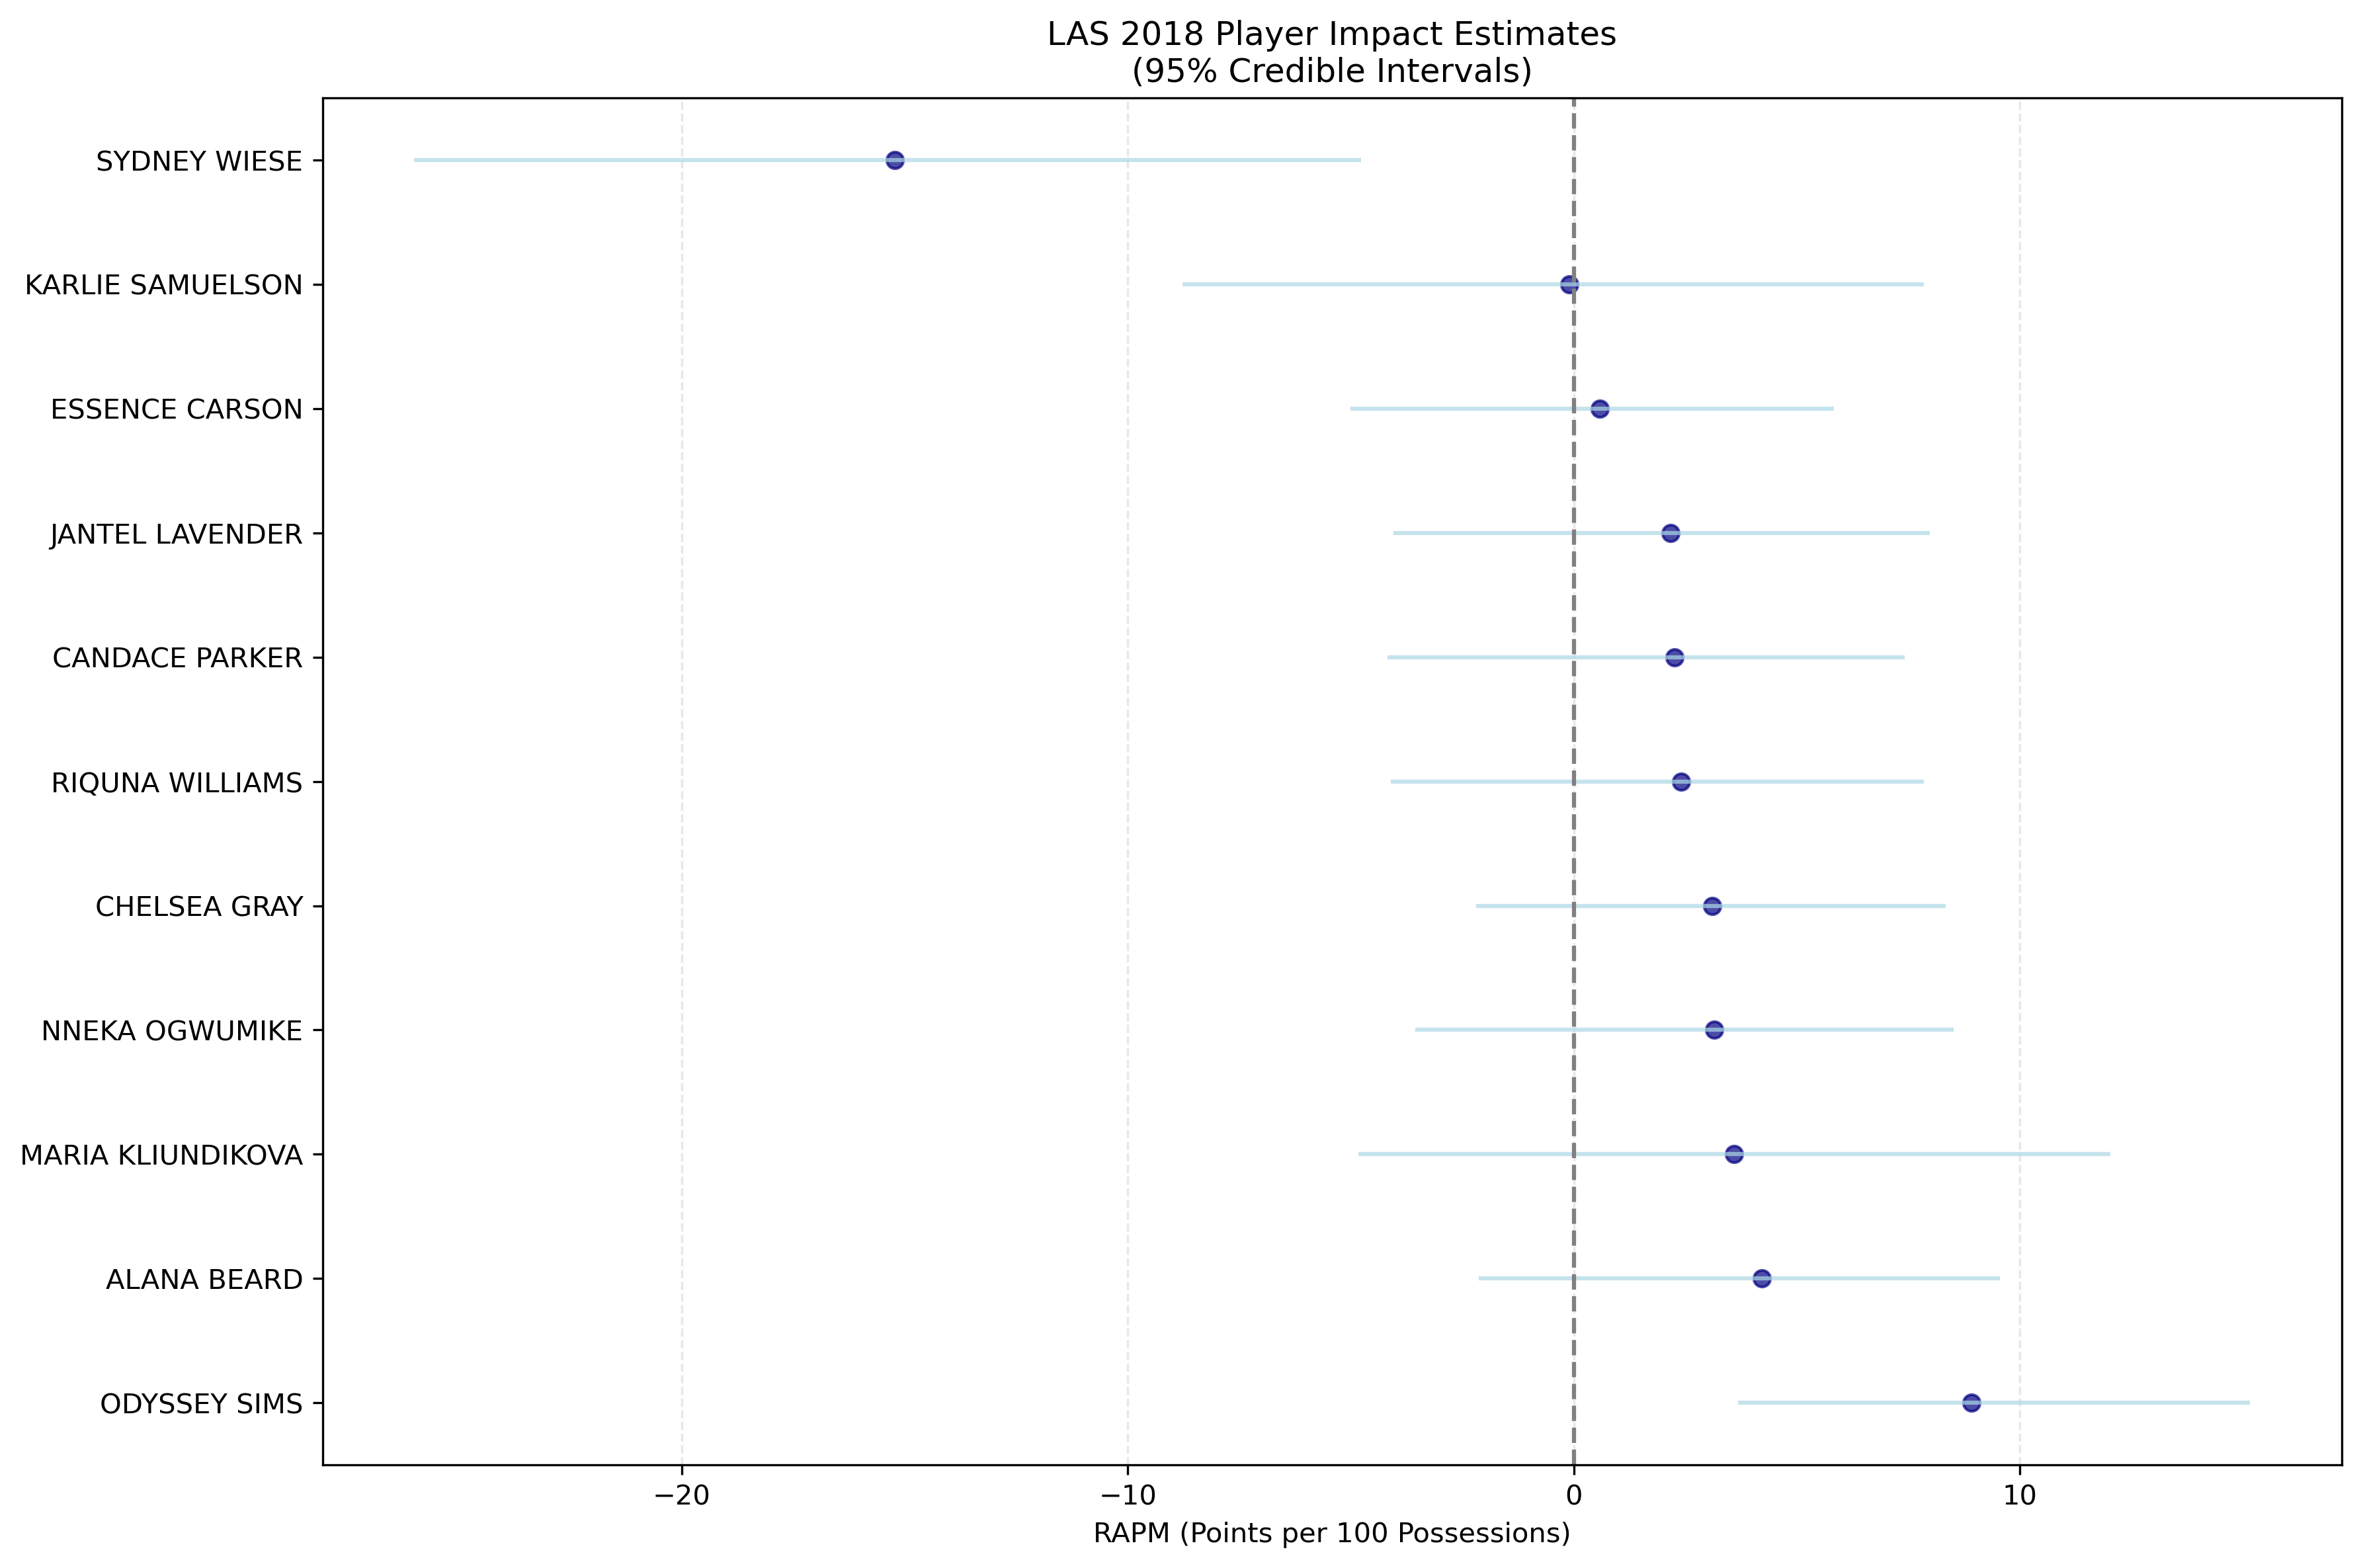 LAS 2018 Player Impact Estimates
(95% Credible Intervals)
SYDNEY WIESE
KARLIE SAMUELSON
ESSENCE CARSON
JANTEL LAVENDER
CANDACE PARKER
RIQUNA WILLIAMS
CHELSEA GRAY
NNEKA OGWUMIKE
MARIA KLIUNDIKOVA
ALANA BEARD
ODYSSEY SIMS
−20
−10
0
10
RAPM (Points per 100 Possessions)